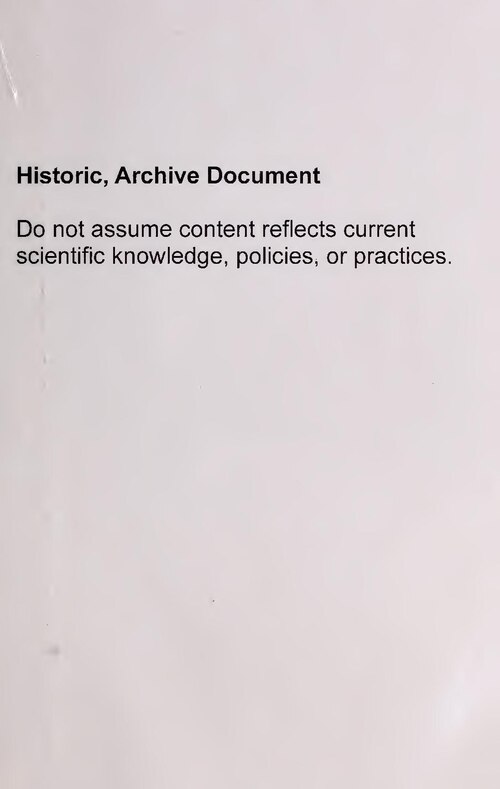 Historic, Archive Document
Do not assume content reflects current
scientific knowledge, policies, or practices.